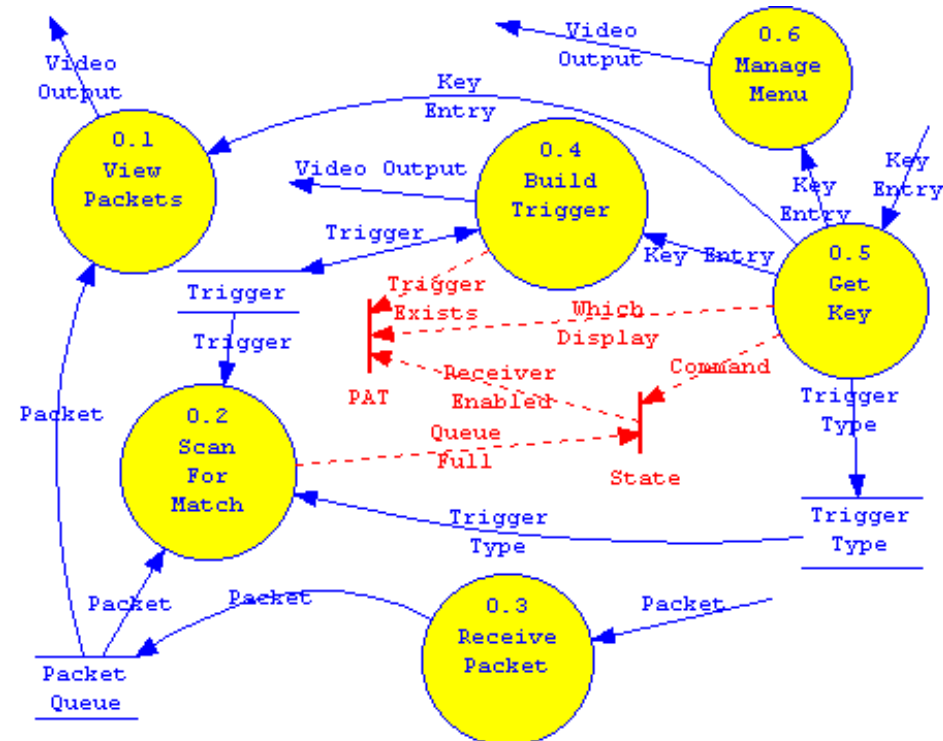 Video
Output
0.6
Manage
Menu
Video
Output
Key
Entry
0.1
View
Packets
0.4
Build
Trigger
Video Output
Key
Entry
Key
Entry
Trigger
Key Entry
0.5
Get
Key
Trigger
Trigger
Exists
Which
Display
Trigger
Receiver
Enabled
Command
PAT
Trigger
Type
Packet
0.2
Scan
For
Match
Queue
Full
State
Trigger
Type
Trigger
Type
Packet
Packet
0.3
Receive
Packet
Packet
Packet
Queue